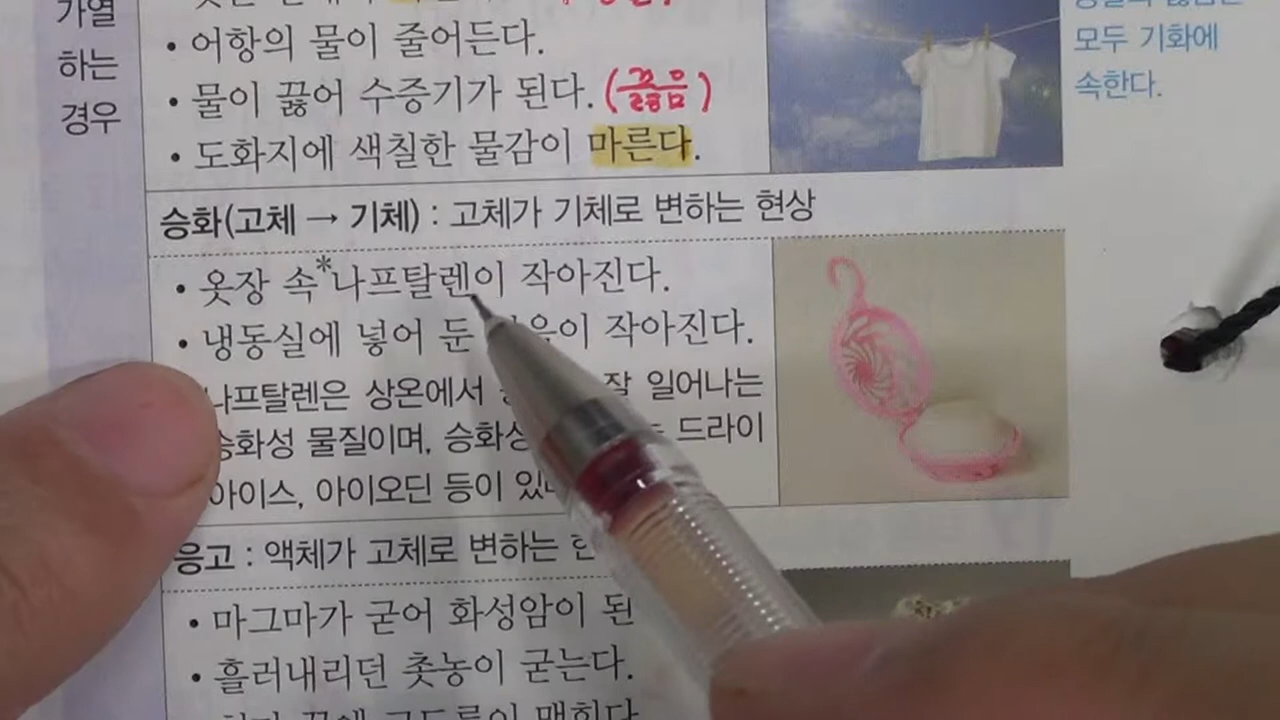 가열
하는
경우
• 어항의 물이 줄어든다.
• 물이 끓어 수증기가 된다. (끓음)
• 도화지에 색칠한 물감이 마른다.
모두 기화에
속한다.
승화(고체 → 기체) : 고체가 기체로 변하는 현상
• 옷장 속 *나프탈렌이 작아진다.
• 냉동실에 넣어 둔 이 작아진다.
나프탈렌은 상온에서 잘 일어나는
승화성 물질이며, 드라이
아이스, 아이오딘 등이
응고 : 액체가 고체로 변하는
• 마그마가 굳어 화성암이 된
• 흘러내리던 촛농이 굳는다.